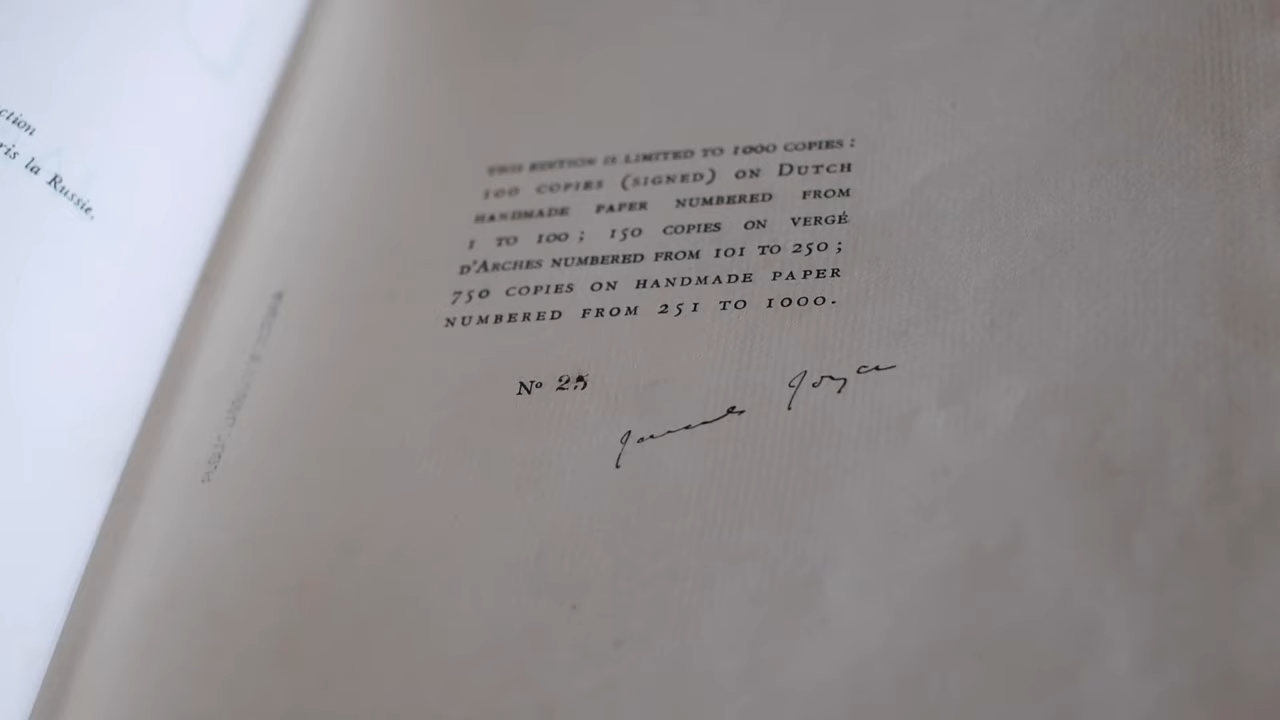 ction
ris la Russie.
THIS EDITION IS LIMITED TO 1000 COPIES :
100 COPIES (SIGNED) ON DUTCH
HANDMADE PAPER NUMBERED FROM
1 TO 100 ; 150 COPIES ON VERGÉ
D'ARCHES NUMBERED FROM 101 TO 250 ;
750 COPIES ON HANDMADE PAPER
NUMBERED FROM 251 TO 1000.
Nº 25
James Joyce